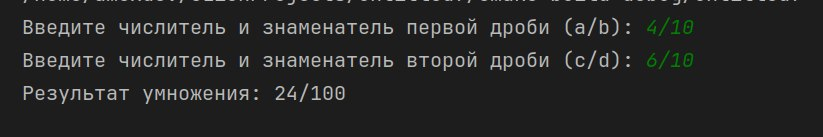 Введите числитель и знаменатель первой дроби (a/b): 4/10
Введите числитель и знаменатель второй дроби (c/d): 6/10
Результат умножения: 24/100